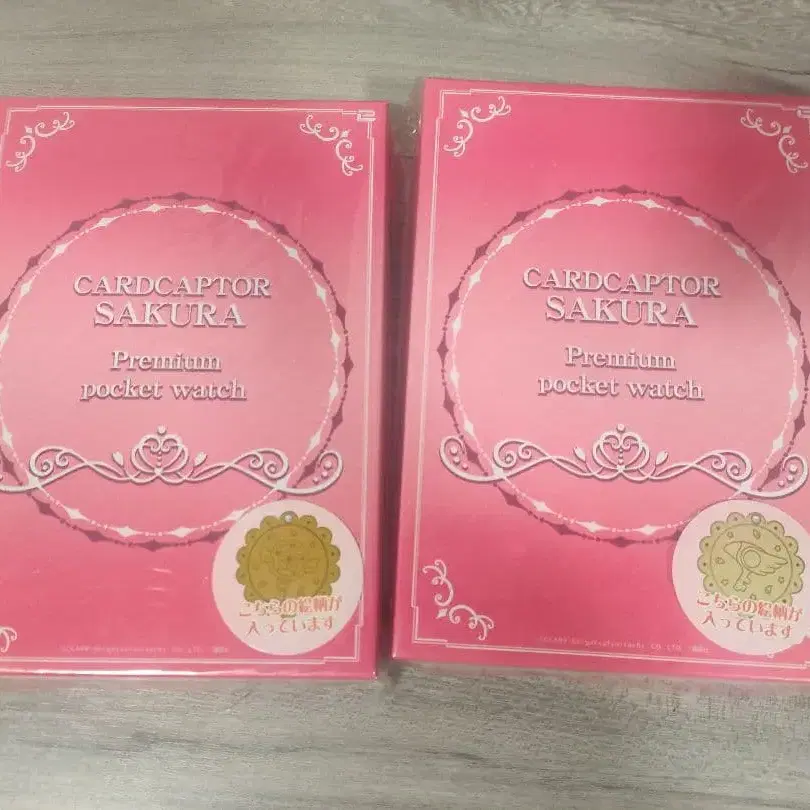 CARDCAPTOR
SAKURA
Premium
pocket watch
こちらの絵柄が
入っています
CARDCAPTOR
SAKURA
Premium
pocket watch
こちらの絵柄が
入っています